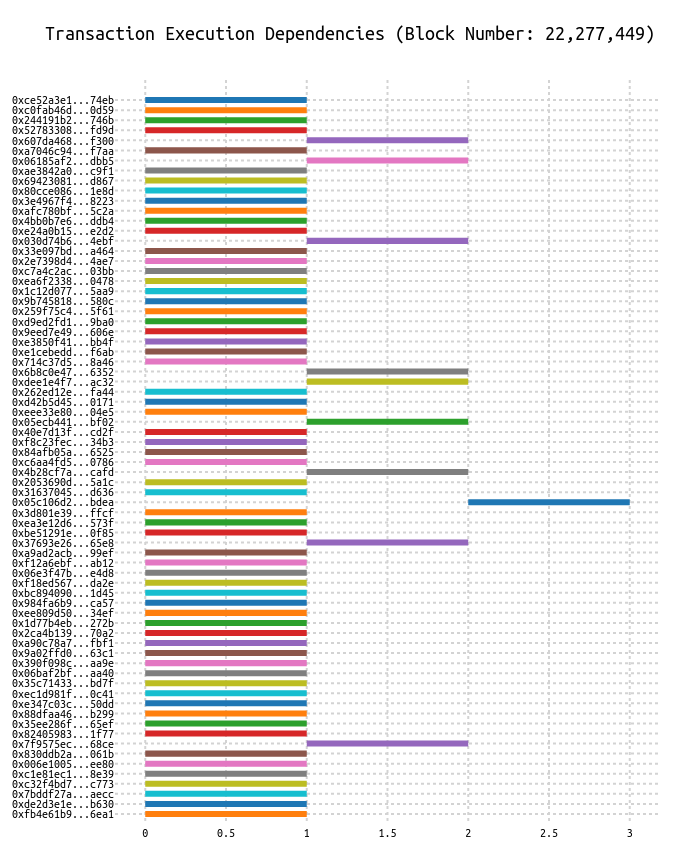 Transaction Execution Dependencies (Block Number: 22,277,449)
0xce52a3e1...74eb
0xc0fab46d...0d59
0x244191b2...746b
0x52783308...fd9d
0x607da468...f300
0xa7046c94...f7aa
0x06185af2...dbb5
0xae3842a0...c9f1
0x69423081...d867
0x80cce086...1e8d
0x3e4967f4...8223
0xafc780bf...5c2a
0x4bb0b7e6...ddb4
0xe24a0b15...e2d2
0x030d74b6...4ebf
0x33e097bd...a464
0x2e7398d4...4ae7
0xc7a4c2ac...03bb
0xea6f2338...0478
0x1c12d077...5aa9
0x9b745818...580c
0x259f75c4...5f61
0xd9ed2fd1...9ba0
0x9eed7e49...606e
0xe3850f41...bb4f
0xe1cebedd...f6ab
0x714c37d5...8a46
0x6b8c0e47...6352
0xdee1e4f7...ac32
0x262ed12e...fa44
0xd42b5d45...0171
0xeee33e80...04e5
0x05ecb441...bf02
0x40e7d13f...cd2f
0xf8c23fec...34b3
0x84afb05a...6525
0xc6aa4fd5...0786
0x4b28cf7a...cafd
0x2053690d...5a1c
0x31637045...d636
0x05c106d2...bdea
0x3d801e39...ffcf
0xea3e12d6...573f
0xbe51291e...0f85
0x37693e26...65e8
0xa9ad2acb...99ef
0xf12a6ebf...ab12
0x06e3f47b...e4d8
0xf18ed567...da2e
0xbc894090...1d45
0x984fa6b9...ca57
0xee809d50...34ef
0x1d77b4eb...272b
0x2ca4b139...70a2
0xa90c78a7...fbf1
0x9a02ffd0...63c1
0x390f098c...aa9e
0x06baf2bf...aa40
0x35c71433...bd7f
0xec1d981f...0c41
0xe347c03c...50dd
0x88dfaa46...b299
0x35ee286f...65ef
0x82405983...1f77
0x7f9575ec...68ce
0x830ddb2a...061b
0x006e1005...ee80
0xc1e81ec1...8e39
0xc32f4bd7...c773
0x7bddf27a...aecc
0xde2d3e1e...b630
0xfb4e61b9...6ea1
0 0.5 1 1.5 2 2.5 3